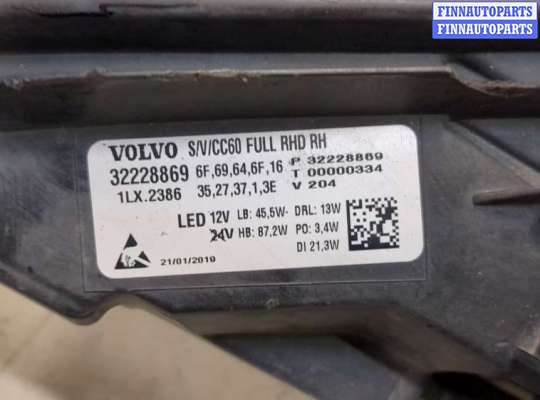 FINNAUTOPARTS
FINNAUTOPARTS
VOLVO S/V/CC60 FULL RHD RH
32228869 6F,69,64,6F,16 P 32228869
1LX.2386 35,27,37,1,3E T 00000334
V 204
LED 12V LB: 45,5W DRL: 13W
24V HB: 87,2W PO: 3,4W
DI 21,3W
21/01/2019